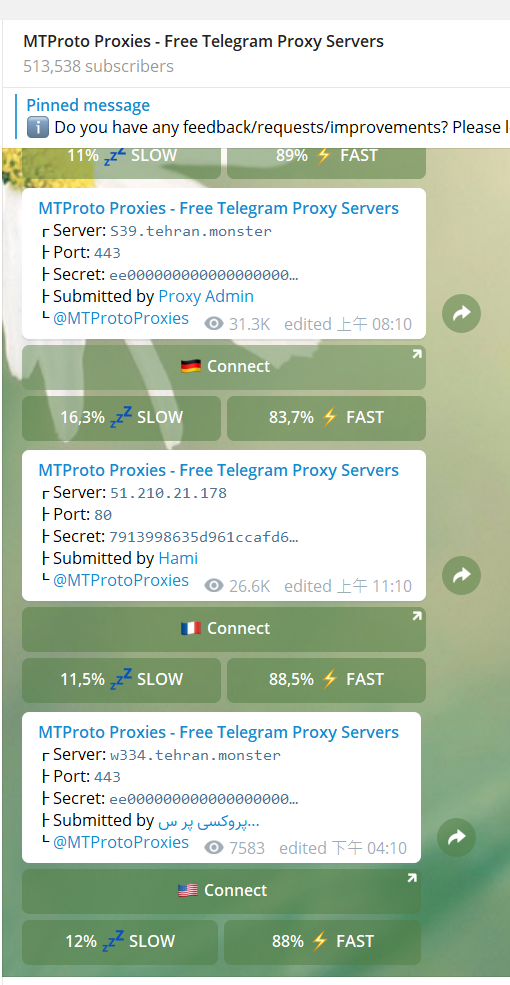 MTProto Proxies - Free Telegram Proxy Servers
513,538 subscribers
Pinned message
ℹ️ Do you have any feedback/requests/improvements? Please l
11% 💤 SLOW 89% ⚡ FAST
MTProto Proxies - Free Telegram Proxy Servers
┌ Server: S39.tehran.monster
├ Port: 443
├ Secret: ee0000000000000000000…
├ Submitted by Proxy Admin
└ @MTProtoProxies 31.3K edited 上午 08:10
🇩🇪 Connect
16,3% 💤 SLOW 83,7% ⚡ FAST
MTProto Proxies - Free Telegram Proxy Servers
┌ Server: 51.210.21.178
├ Port: 80
├ Secret: 7913998635d961ccafd6…
├ Submitted by Hami
└ @MTProtoProxies 26.6K edited 上午 11:10
🇫🇷 Connect
11,5% 💤 SLOW 88,5% ⚡ FAST
MTProto Proxies - Free Telegram Proxy Servers
┌ Server: w334.tehran.monster
├ Port: 443
├ Secret: ee0000000000000000000…
├ Submitted by پروکسی پر س…
└ @MTProtoProxies 7583 edited 下午 04:10
🇺🇸 Connect
12% 💤 SLOW 88% ⚡ FAST